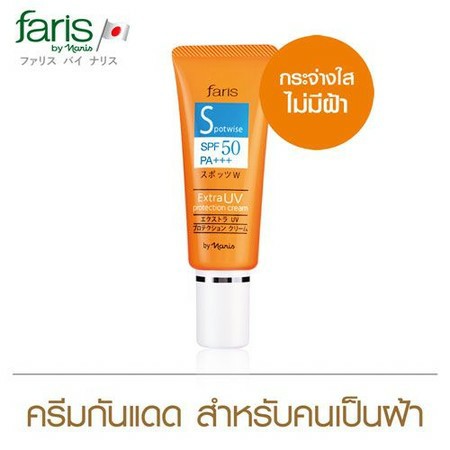 faris
by naris
ファリス バイ ナリス
กระจ่างใส
ไม่มีฝ้า
faris
Spotwise
SPF 50
PA+++
スポッツ W
Extra UV
protection cream
エクストラ UV
プロテクション クリーム
by naris
ครีมกันแดด สำหรับคนเป็นฝ้า